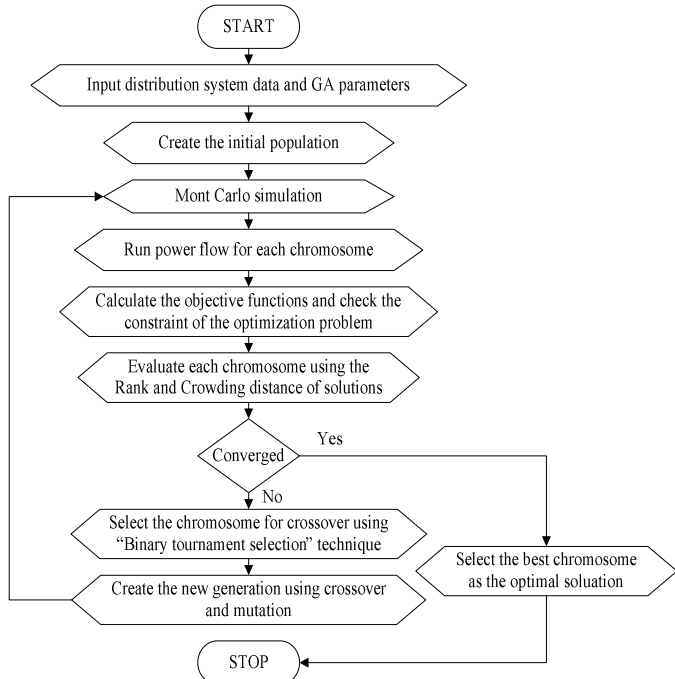 START
Input distribution system data and GA parameters
Create the initial population
Mont Carlo simulation
Run power flow for each chromosome
Calculate the objective functions and check the
constraint of the optimization problem
Evaluate each chromosome using the
Rank and Crowding distance of solutions
Converged
Yes
No
Select the chromosome for crossover using
“Binary tournament selection” technique
Create the new generation using crossover
and mutation
Select the best chromosome
as the optimal soluation
STOP